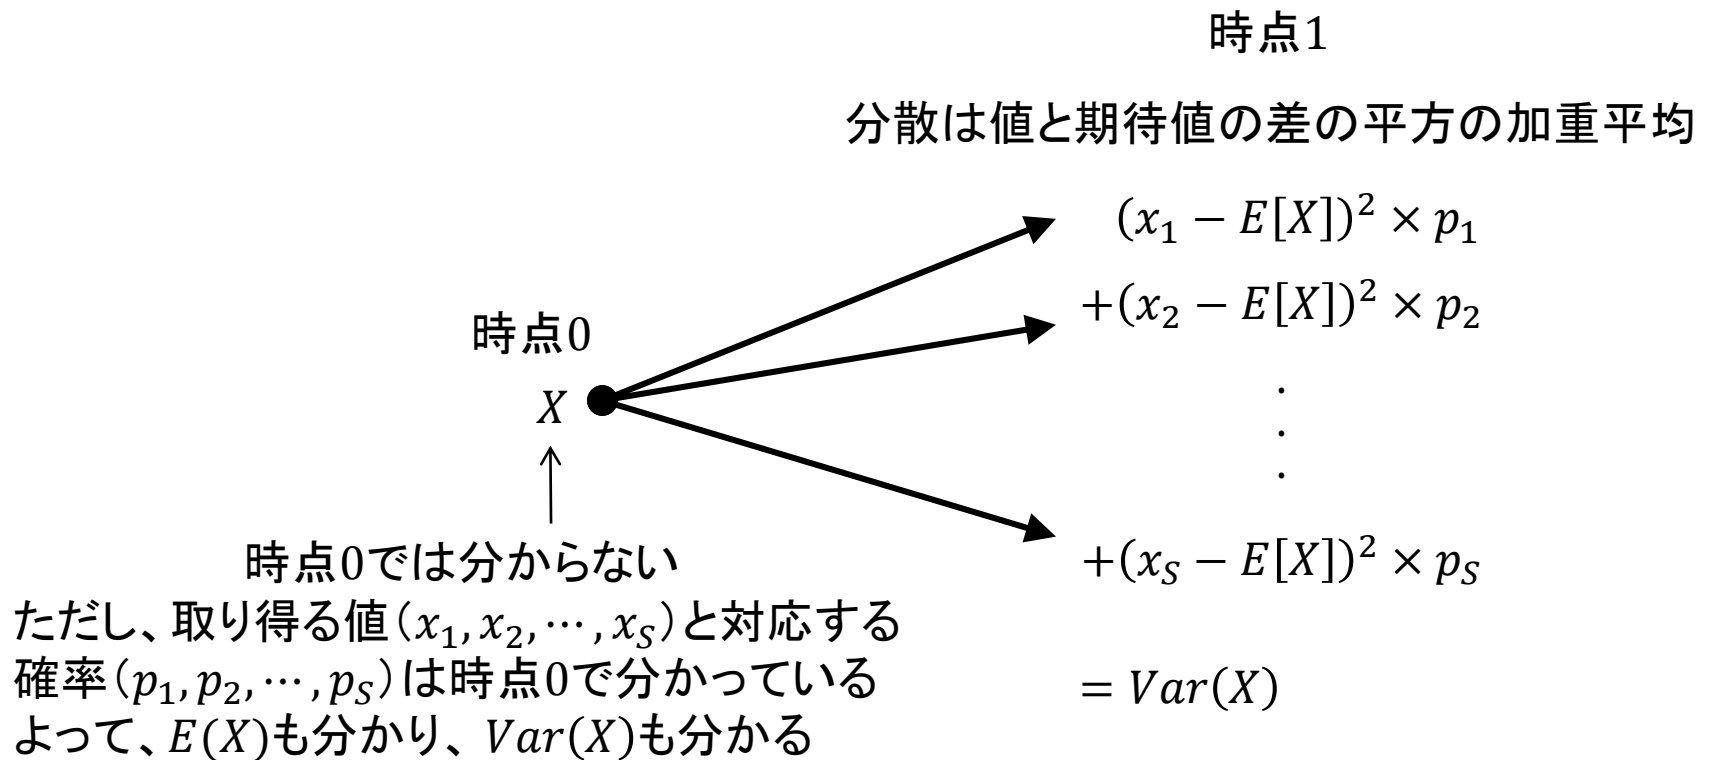 時点1
分散は値と期待値の差の平方の加重平均
(x₁ − E[X])² × p₁
+(x₂ − E[X])² × p₂
時点0
X
.
.
.
+(x_S − E[X])² × p_S
時点0では分からない
ただし、取り得る値(x₁, x₂, ⋯, x_S)と対応する
確率(p₁, p₂, ⋯, p_S)は時点0で分かっている
よって、E(X)も分かり、Var(X)も分かる
= Var(X)